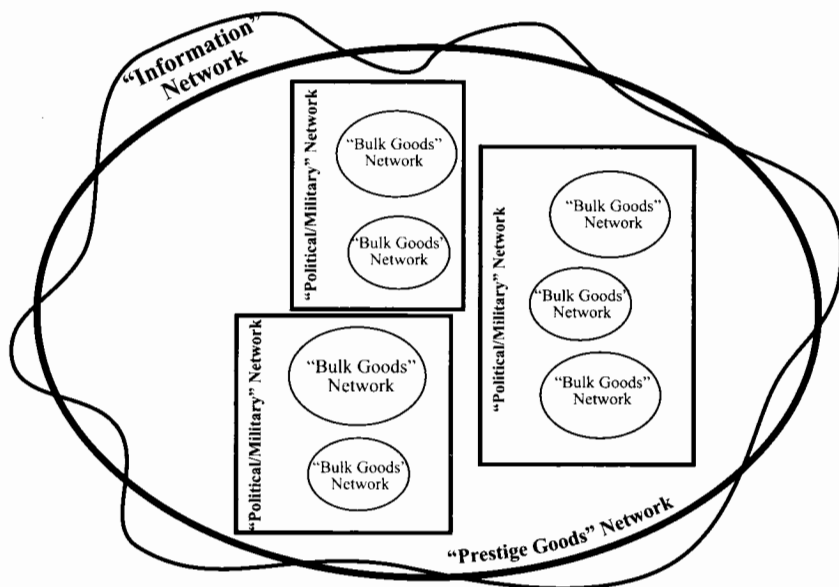 “Information”
Network
“Political/Military” Network
“Bulk Goods”
Network
“Bulk Goods’
Network
“Political/Military” Network
“Bulk Goods”
Network
“Bulk Goods’
Network
“Bulk Goods”
Network
“Political/Military” Network
“Bulk Goods”
Network
“Bulk Goods’
Network
“Prestige Goods” Network